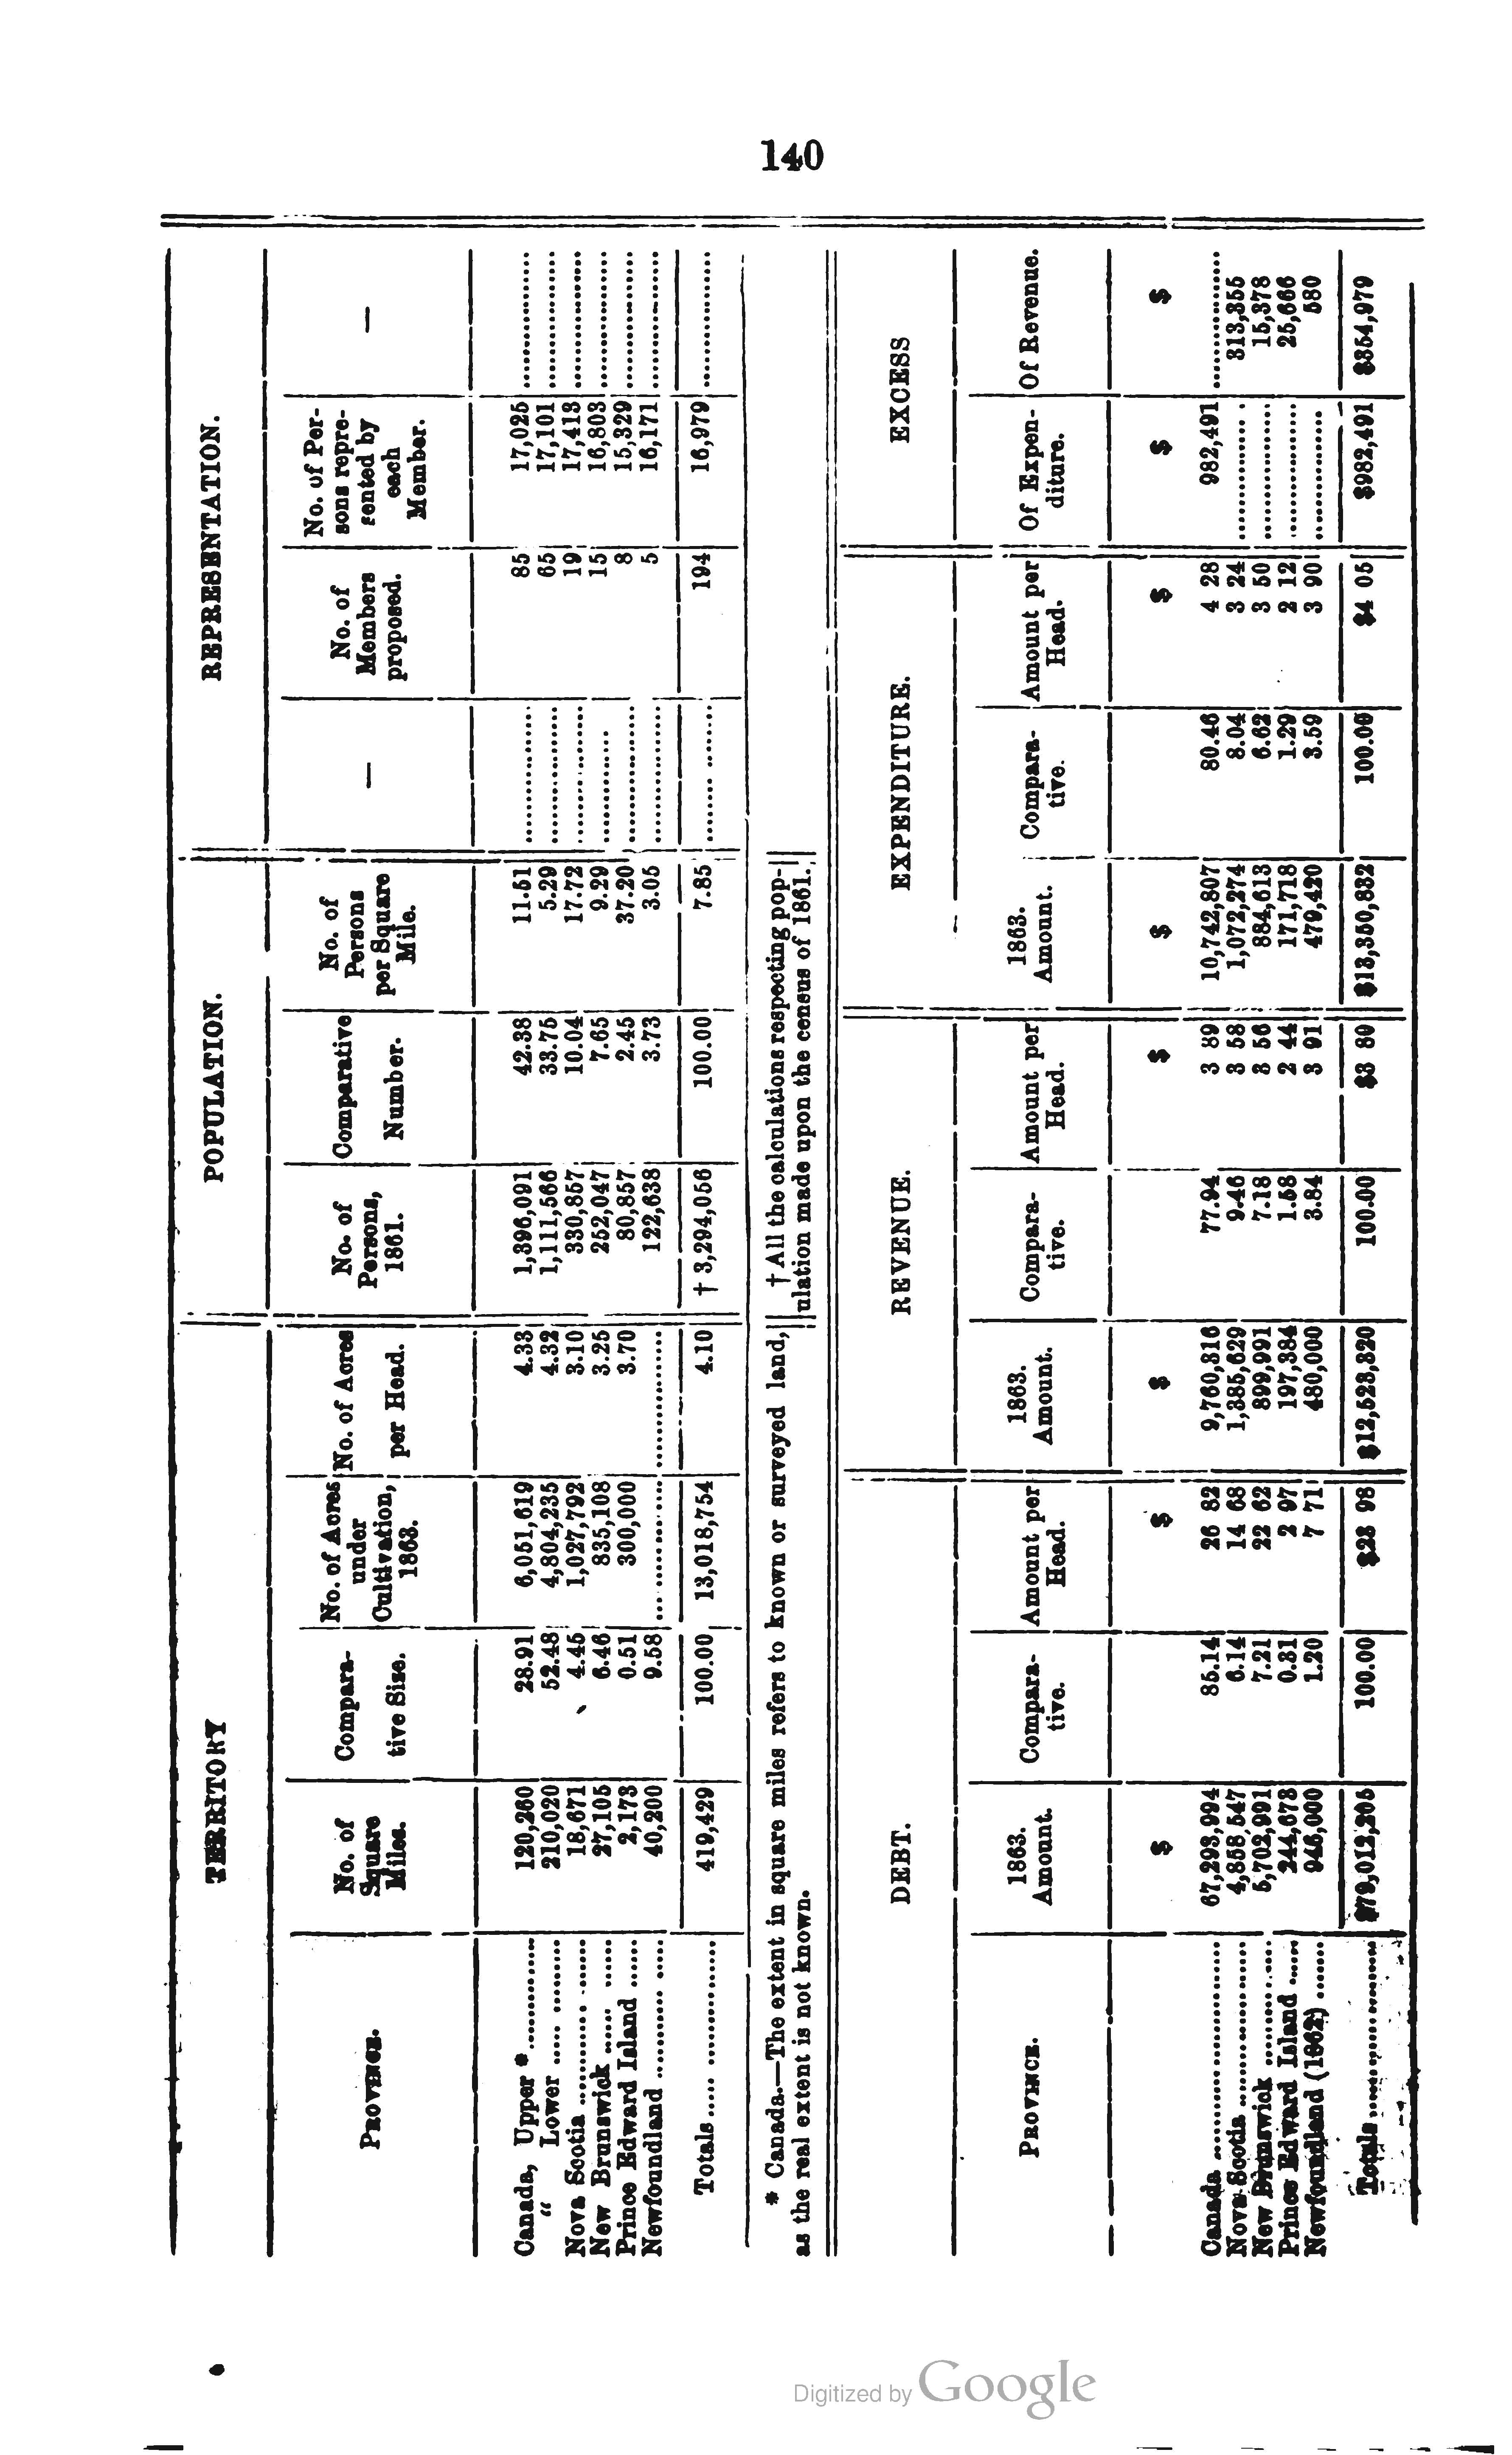 140
TERRITORY POPULATION. REPRESENTATION.
PROVINCE. No. of Square Miles. Compara-tive Size. No. of Acres under Cultivation, 1863. No. of Acres per Head. No. of Persons, 1861. Comparative Number. No. of Persons per Square Mile. — No. of Members proposed. No. of Per-sons repre-sented by each Member. —
Canada, Upper * ............ 120,260 28.91 6,051,619 4.33 1,396,091 42.38 11.51 ............ 85 17,025 ............
“ Lower ............ 210,020 52.48 4,804,235 4.32 1,111,566 33.75 5.29 ............ 65 17,101 ............
Nova Scotia ............ 18,671 4.45 1,027,792 3.10 330,857 10.04 17.72 ............ 19 17,413 ............
New Brunswick ............ 27,105 6.46 835,108 3.25 252,047 7.65 9.29 ............ 15 16,803 ............
Prince Edward Island ...... 2,173 0.51 300,000 3.70 80,857 2.45 37.20 ............ 8 15,329 ............
Newfoundland ............ 40,200 9.58 ............ ............ 122,638 3.73 3.05 ............ 5 16,171 ............
Totals ............ 419,429 100.00 13,018,754 4.10 † 3,294,056 100.00 7.85 ............ 194 16,979 ............
* Canada.—The extent in square miles refers to known or surveyed land,
as the real extent is not known.
† All the calculations respecting pop-
ulation made upon the census of 1861.
DEBT. REVENUE. EXPENDITURE. EXCESS
PROVINCE. 1863. Amount. Compara-tive. Amount per Head. 1863. Amount. Compara-tive. Amount per Head. 1863. Amount. Compara-tive. Amount per Head. Of Expen-diture. Of Revenue.
$ $ $ $ $ $ $ $
Canada ............ 67,293,994 85.14 26 82 9,760,316 77.94 3 89 10,742,807 80.46 4 28 982,491 ............
Nova Scotia ............ 4,858,547 6.14 14 68 1,385,629 9.46 3 58 1,072,274 8.04 3 24 ............ 313,355
New Brunswick ............ 5,702,991 7.21 22 62 899,991 7.18 3 56 884,613 6.62 3 50 ............ 15,378
Prince Edward Island ...... 244,673 0.31 2 97 197,384 1.58 2 44 171,718 1.29 2 12 ............ 25,666
Newfoundland (1862) ...... 946,000 1.20 7 71 480,000 3.84 3 91 479,420 3.59 3 90 ............ 580
Totals ............ $79,012,205 100.00 $23 98 $12,523,320 100.00 $3 80 $13,350,832 100.00 $4 05 $982,491 $354,979
Digitized by Google